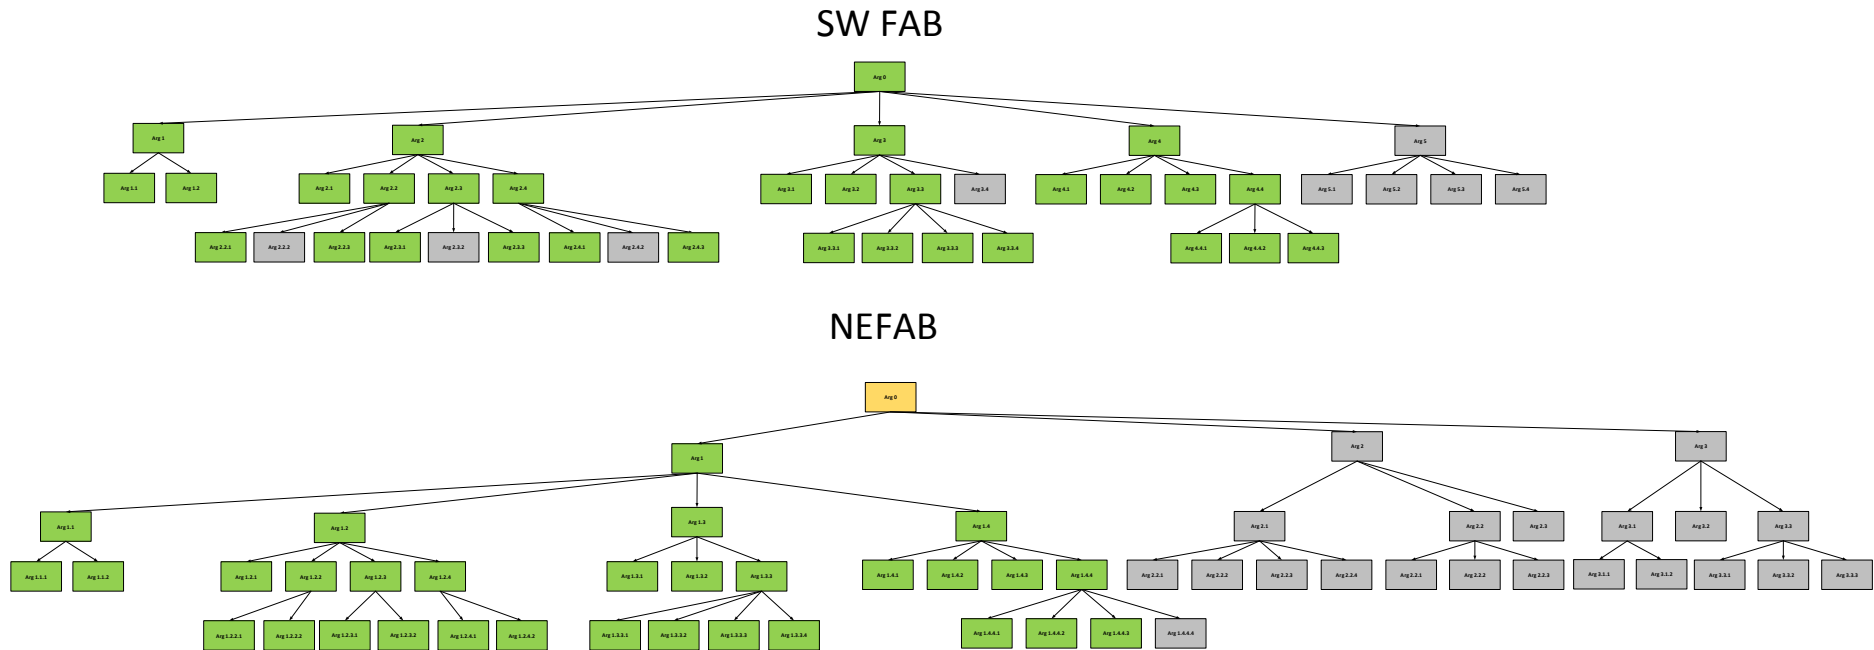 SW FAB
Arg 0
Arg 1
Arg 2
Arg 3
Arg 4
Arg 5
Arg 1.1
Arg 1.2
Arg 2.1
Arg 2.2
Arg 2.3
Arg 2.4
Arg 3.1
Arg 3.2
Arg 3.3
Arg 3.4
Arg 4.1
Arg 4.2
Arg 4.3
Arg 4.4
Arg 5.1
Arg 5.2
Arg 5.3
Arg 5.4
Arg 2.2.1
Arg 2.2.2
Arg 2.2.3
Arg 2.3.1
Arg 2.3.2
Arg 2.3.3
Arg 2.4.1
Arg 2.4.2
Arg 2.4.3
Arg 3.3.1
Arg 3.3.2
Arg 3.3.3
Arg 3.3.4
Arg 4.4.1
Arg 4.4.2
Arg 4.4.3
NEFAB
Arg 0
Arg 1
Arg 2
Arg 3
Arg 1.1
Arg 1.2
Arg 1.3
Arg 1.4
Arg 2.1
Arg 2.2
Arg 2.3
Arg 3.1
Arg 3.2
Arg 3.3
Arg 1.1.1
Arg 1.1.2
Arg 1.2.1
Arg 1.2.2
Arg 1.2.3
Arg 1.2.4
Arg 1.3.1
Arg 1.3.2
Arg 1.3.3
Arg 1.4.1
Arg 1.4.2
Arg 1.4.3
Arg 1.4.4
Arg 2.2.1
Arg 2.2.2
Arg 2.2.3
Arg 2.2.4
Arg 2.2.1
Arg 2.2.2
Arg 2.2.3
Arg 3.1.1
Arg 3.1.2
Arg 3.3.1
Arg 3.3.2
Arg 3.3.3
Arg 1.2.2.1
Arg 1.2.2.2
Arg 1.2.3.1
Arg 1.2.3.2
Arg 1.2.4.1
Arg 1.2.4.2
Arg 1.3.3.1
Arg 1.3.3.2
Arg 1.3.3.3
Arg 1.3.3.4
Arg 1.4.4.1
Arg 1.4.4.2
Arg 1.4.4.3
Arg 1.4.4.4